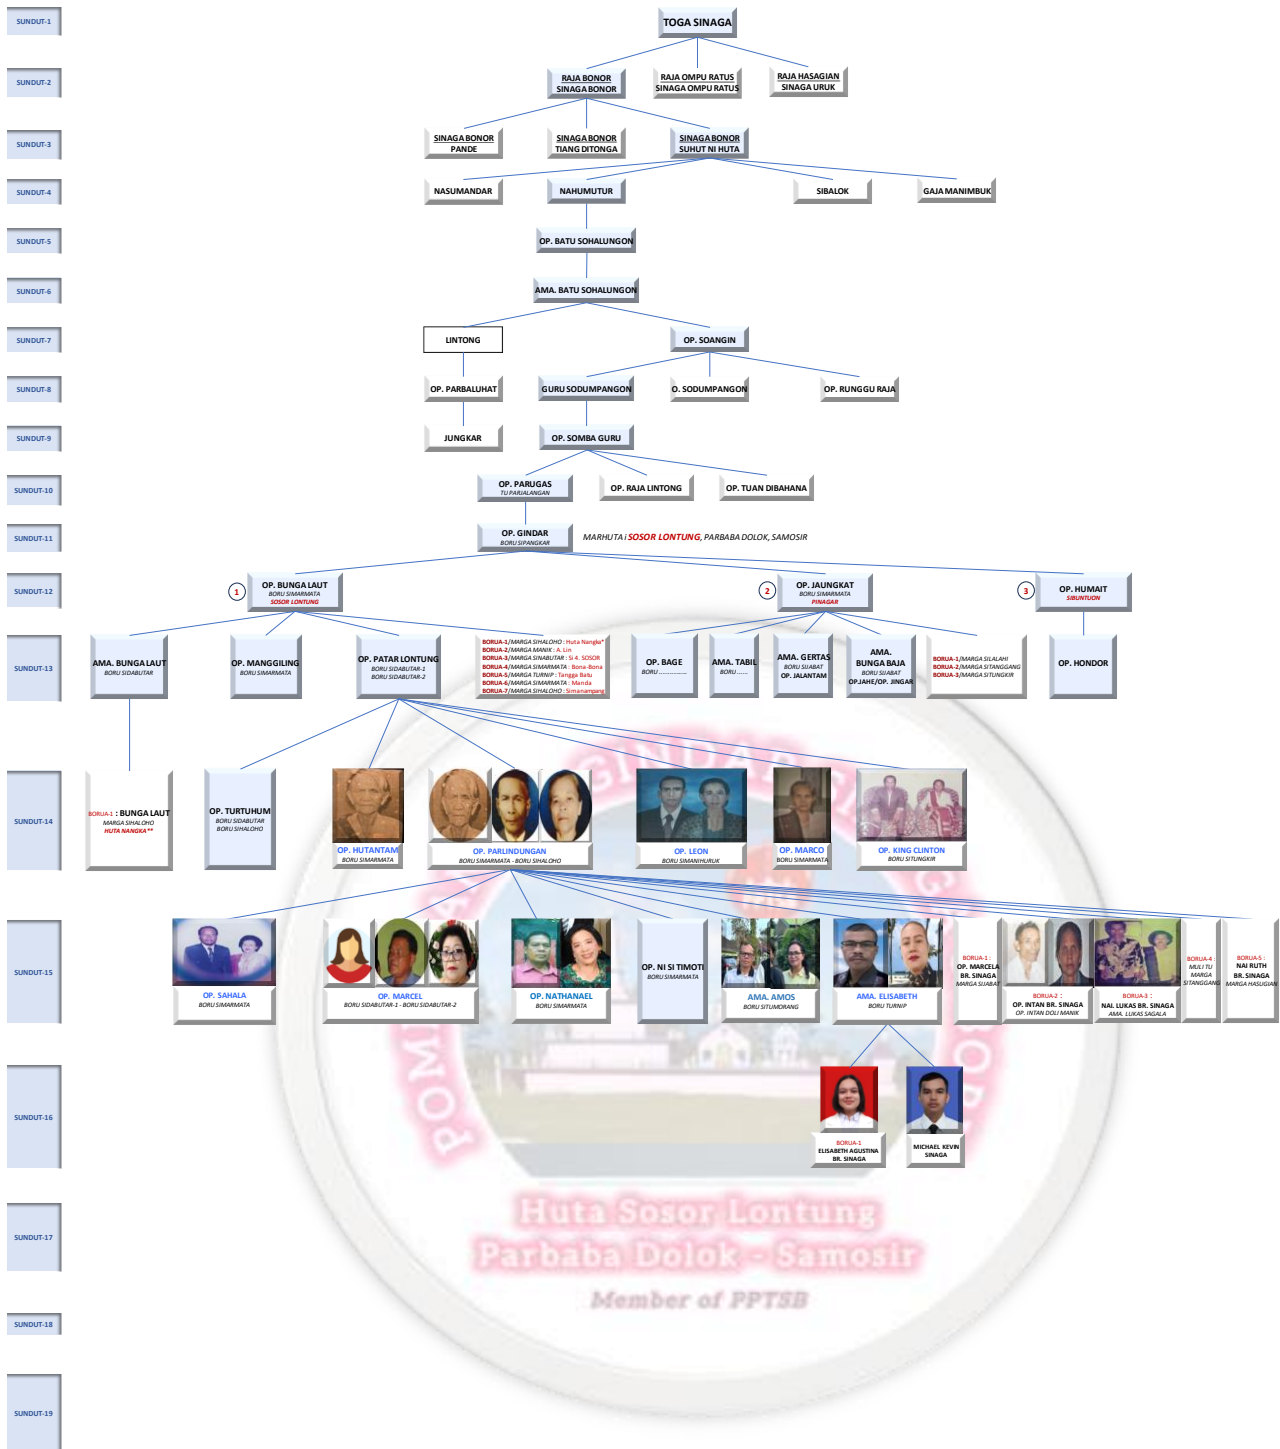 SUNDUT-1
TOGA SINAGA
SUNDUT-2
RAJA BONOR
SINAGA BONOR
RAJA OMPU RATUS
SINAGA OMPU RATUS
RAJA HASAGIAN
SINAGA URUK
SUNDUT-3
SINAGA BONOR
PANDE
SINAGA BONOR
TIANG DITONGA
SINAGA BONOR
SUHUT NI HUTA
SUNDUT-4
NASUMANDAR
NAHUMUTUR
SIBALOK
GAJA MANIMBUK
SUNDUT-5
OP. BATU SOHALUNGON
SUNDUT-6
AMA. BATU SOHALUNGON
SUNDUT-7
LINTONG
OP. SOANGIN
SUNDUT-8
OP. PARBALUHAT
GURU SODUMPANGON
O. SODUMPANGON
OP. RUNGGU RAJA
SUNDUT-9
JUNGKAR
OP. SOMBA GURU
SUNDUT-10
OP. PARUGAS
TU PARJALANGAN
OP. RAJA LINTONG
OP. TUAN DIBAHANA
SUNDUT-11
OP. GINDAR
BORU SIPANGKAR
MARHUTA i SOSOR LONTUNG, PARBABA DOLOK, SAMOSIR
SUNDUT-12
1
OP. BUNGA LAUT
BORU SIMARMATA
SOSOR LONTUNG
2
OP. JAUNGKAT
BORU SIMARMATA
PINAGAR
3
OP. HUMAIT
SIBUNTUON
SUNDUT-13
AMA. BUNGA LAUT
BORU SIDABUTAR
OP. MANGGILING
BORU SIMARMATA
OP. PATAR LONTUNG
BORU SIDABUTAR-1
BORU SIDABUTAR-2
BORUA-1/MARGA SIHALOHO : Huta Nangka*
BORUA-2/MARGA MANIK : A. Lin
BORUA-3/MARGA SINABUTAR : Si 4. SOSOR
BORUA-4/MARGA SIMARMATA : Bona-Bona
BORUA-5/MARGA TURNIP : Tangga Batu
BORUA-6/MARGA SIMARMATA : Manda
BORUA-7/MARGA SIHALOHO : Simanampang
OP. BAGE
BORU ...............
AMA. TABIL
BORU ......
AMA. GERTAS
BORU SIJABAT
OP. JALANTAM
AMA.
BUNGA BAJA
BORU SIJABAT
OP.JAHE/OP. JINGAR
BORUA-1/MARGA SILALAHI
BORUA-2/MARGA SITANGGANG
BORUA-3/MARGA SITUNGKIR
OP. HONDOR
SUNDUT-14
BORUA-1 : BUNGA LAUT
MARGA SIHALOHO
HUTA NANGKA**
OP. TURTUHUM
BORU SIDABUTAR
BORU SIHALOHO
OP. HUTANTAM
BORU SIMARMATA
OP. PARLINDUNGAN
BORU SIMARMATA - BORU SIHALOHO
OP. LEON
BORU SIMANIHURUK
OP. MARCO
BORU SIMARMATA
OP. KING CLINTON
BORU SITUNGKIR
SUNDUT-15
OP. SAHALA
BORU SIMARMATA
OP. MARCEL
BORU SIDABUTAR-1 - BORU SIDABUTAR-2
OP. NATHANAEL
BORU SIMARMATA
OP. NI SI TIMOTI
BORU SIMARMATA
AMA. AMOS
BORU SITUMORANG
AMA. ELISABETH
BORU TURNIP
BORUA-1 :
OP. MARCELA
BR. SINAGA
MARGA SIJABAT
BORUA-2 :
OP. INTAN BR. SINAGA
OP. INTAN DOLI MANIK
BORUA-3 :
NAI. LUKAS BR. SINAGA
AMA. LUKAS SAGALA
BORUA-4 :
MULI TU
MARGA
SITANGGANG
BORUA-5 :
NAI RUTH
BR. SINAGA
MARGA HASUGIAN
SUNDUT-16
BORUA-1
ELISABETH AGUSTINA
BR. SINAGA
MICHAEL KEVIN
SINAGA
SUNDUT-17
Huta Sosor Lontung
Parbaba Dolok - Samosir
Member of PPTSB
SUNDUT-18
SUNDUT-19